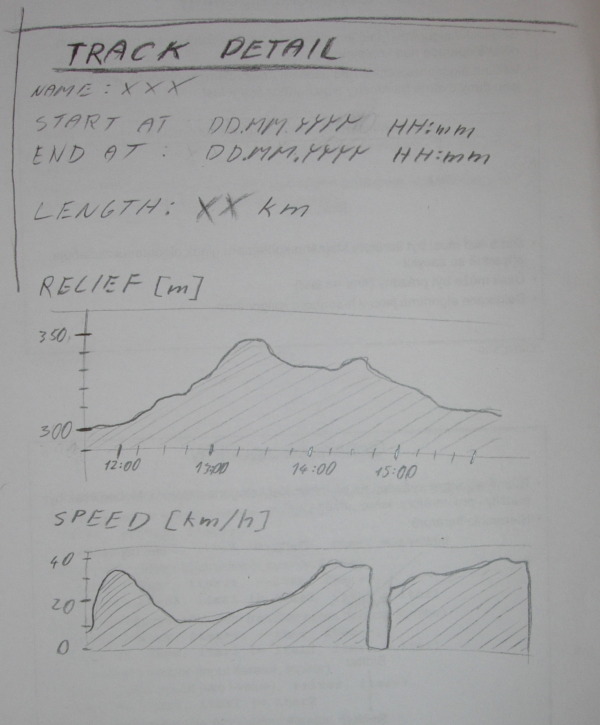 TRACK DETAIL
NAME: XXX
START AT DD.MM.YYYY HH:mm
END AT: DD.MM.YYYY HH:mm
LENGTH: XX km
RELIEF [m]
350
300
12:00 13:00 14:00 15:00
SPEED [km/h]
40
20
0